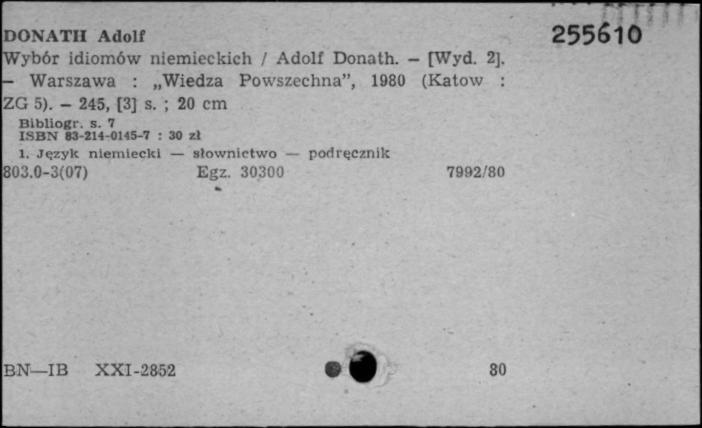 255610
DONATH Adolf
Wybór idiomów niemieckich / Adolf Donath. – [Wyd. 2].
– Warszawa : „Wiedza Powszechna”, 1980 (Katow :
ZG 5). – 245, [3] s. ; 20 cm
Bibliogr. s. 7
ISBN 83-214-0145-7 : 30 zł
1. Język niemiecki — słownictwo — podręcznik
803.0-3(07) Egz. 30300 7992/80
BN—IB XXI-2852 80